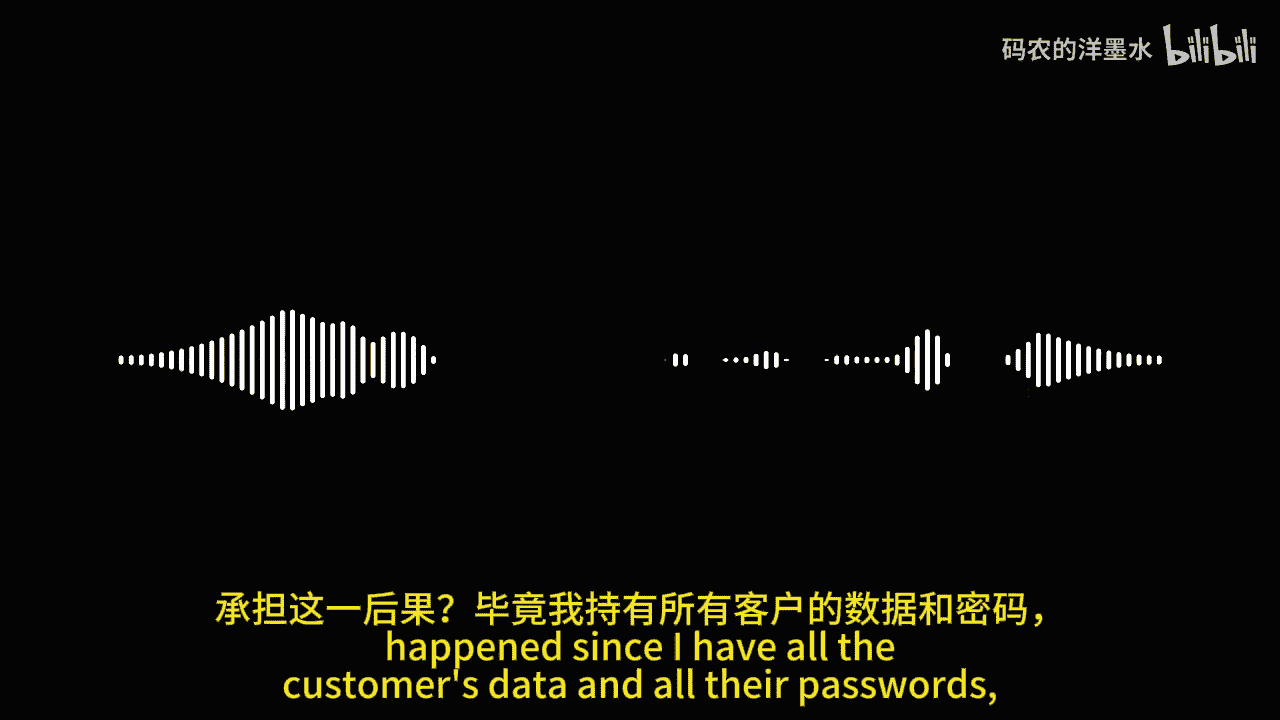 码农的洋墨水 bilibili
承担这一后果？毕竟我持有所有客户的数据和密码，
happened since I have all the
customer's data and all their passwords,